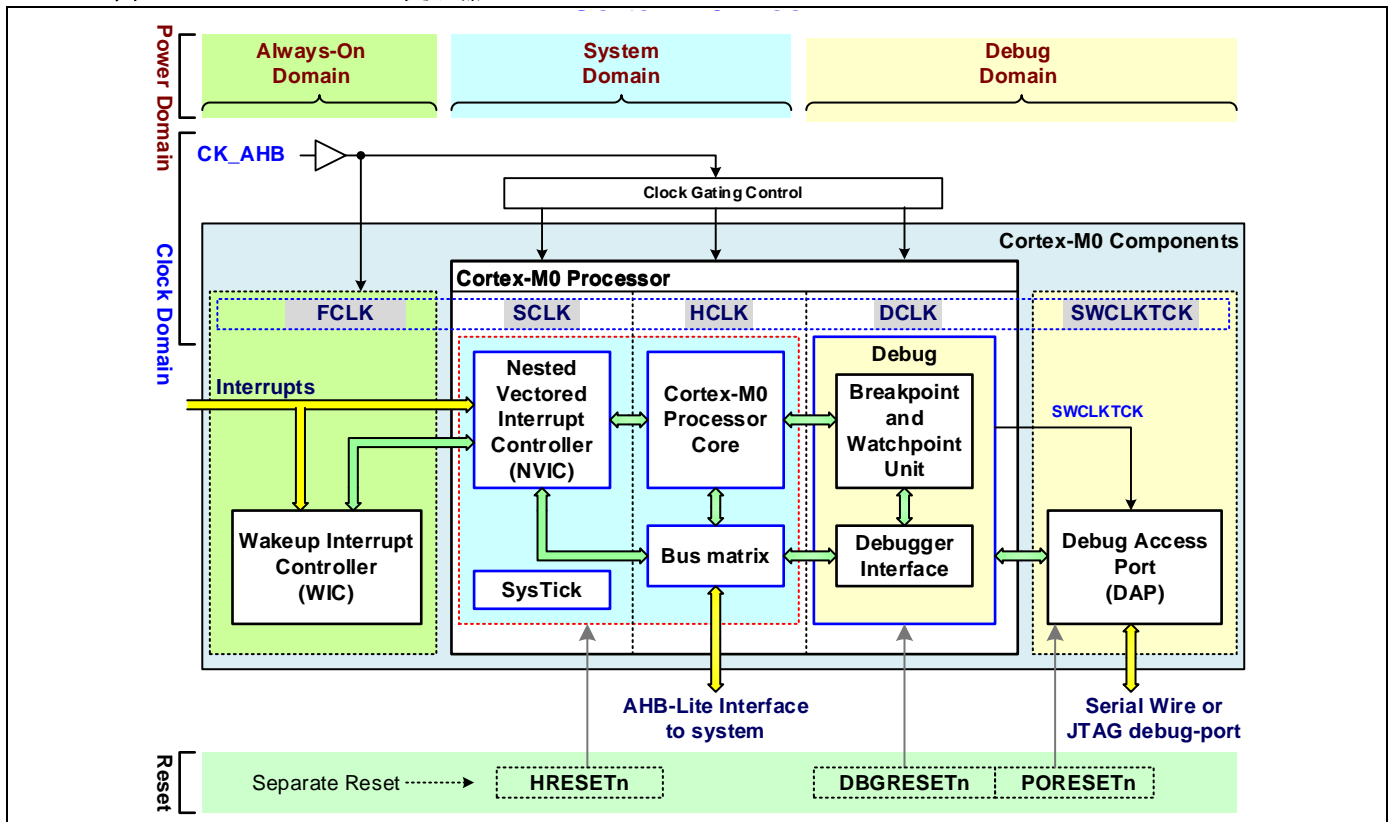 Power Domain
Always-On
Domain
System
Domain
Debug
Domain
Clock Domain
CK_AHB
Clock Gating Control
Cortex-M0 Components
Cortex-M0 Processor
FCLK
SCLK
HCLK
DCLK
SWCLKTCK
Interrupts
Nested
Vectored
Interrupt
Controller
(NVIC)
Cortex-M0
Processor
Core
Debug
Breakpoint
and
Watchpoint
Unit
SWCLKTCK
Wakeup Interrupt
Controller
(WIC)
SysTick
Bus matrix
Debugger
Interface
Debug Access
Port
(DAP)
AHB-Lite Interface
to system
Serial Wire or
JTAG debug-port
Reset
Separate Reset
HRESETn
DBGRESETn
PORESETn